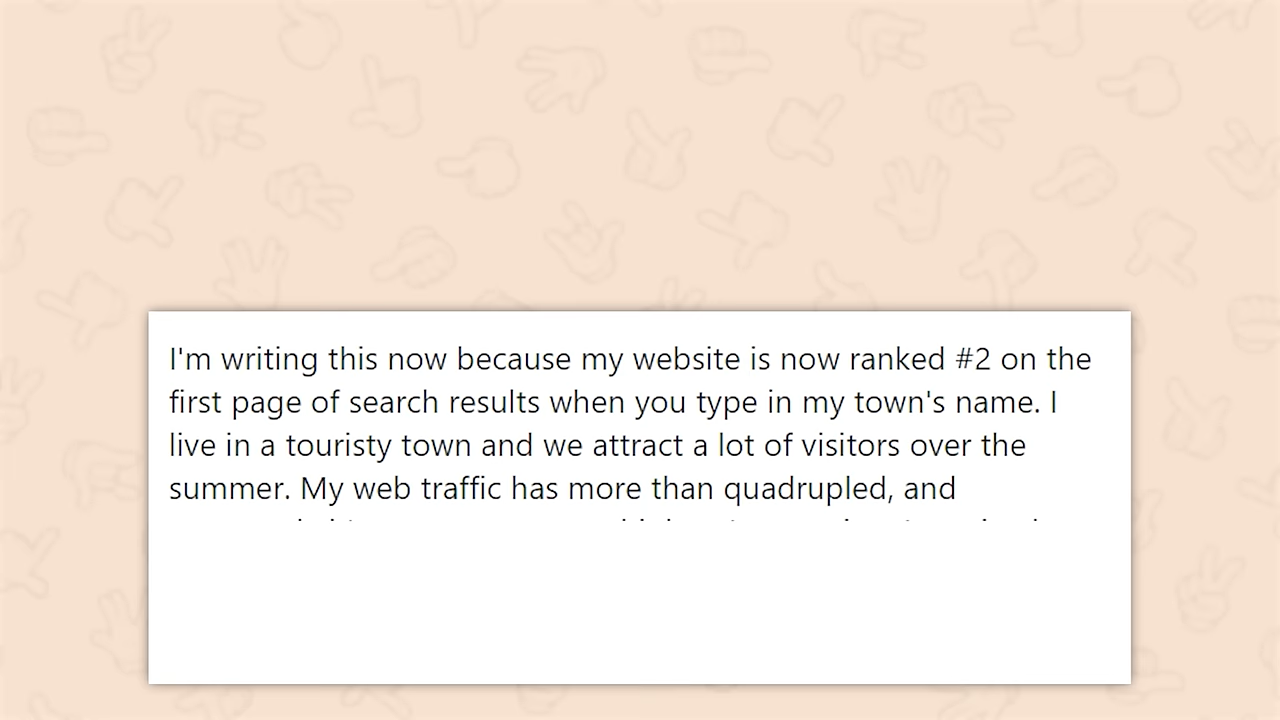 I'm writing this now because my website is now ranked #2 on the
first page of search results when you type in my town's name. I
live in a touristy town and we attract a lot of visitors over the
summer. My web traffic has more than quadrupled, and